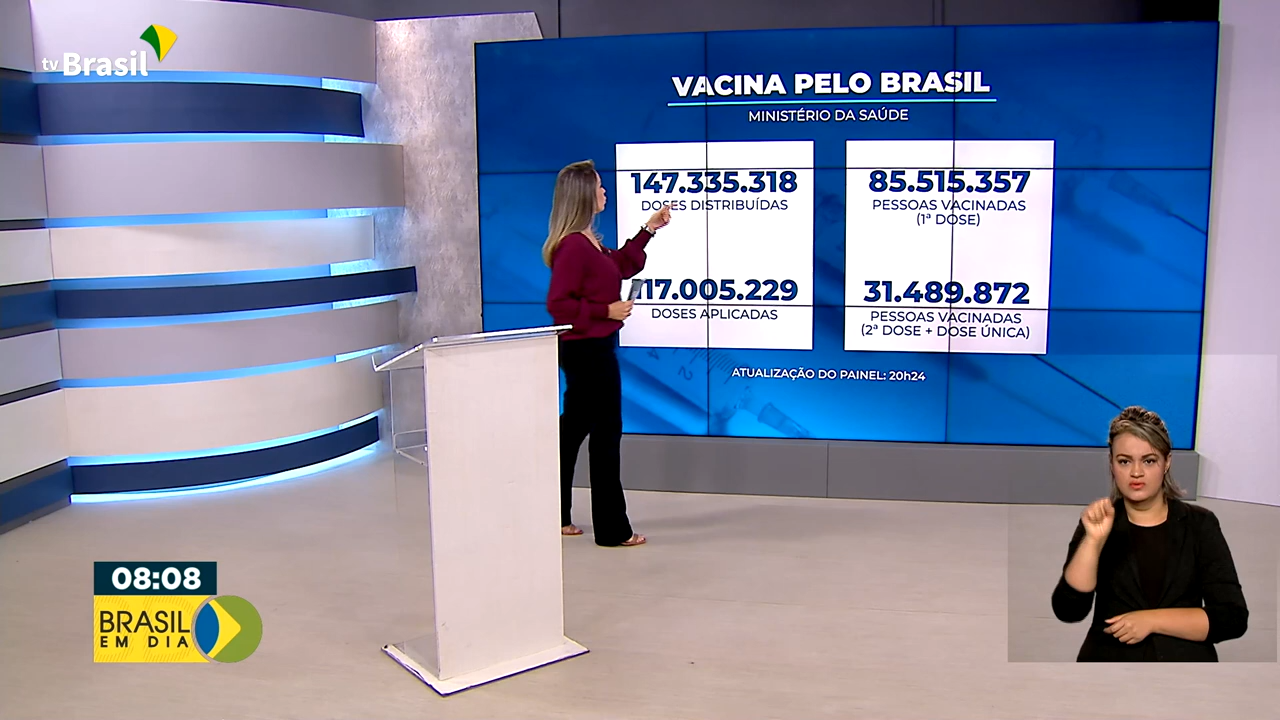 tv Brasil
VACINA PELO BRASIL
MINISTÉRIO DA SAÚDE
147.335.318
DOSES DISTRIBUÍDAS
117.005.229
DOSES APLICADAS
85.515.357
PESSOAS VACINADAS
(1ª DOSE)
31.489.872
PESSOAS VACINADAS
(2ª DOSE + DOSE ÚNICA)
ATUALIZAÇÃO DO PAINEL: 20h24
08:08
BRASIL
EM DIA